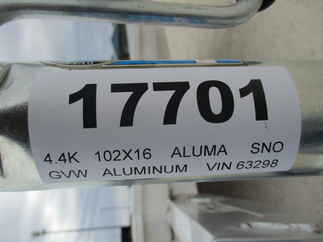 17701
4.4K 102X16 ALUMA SNO
GVW ALUMINUM VIN 63298